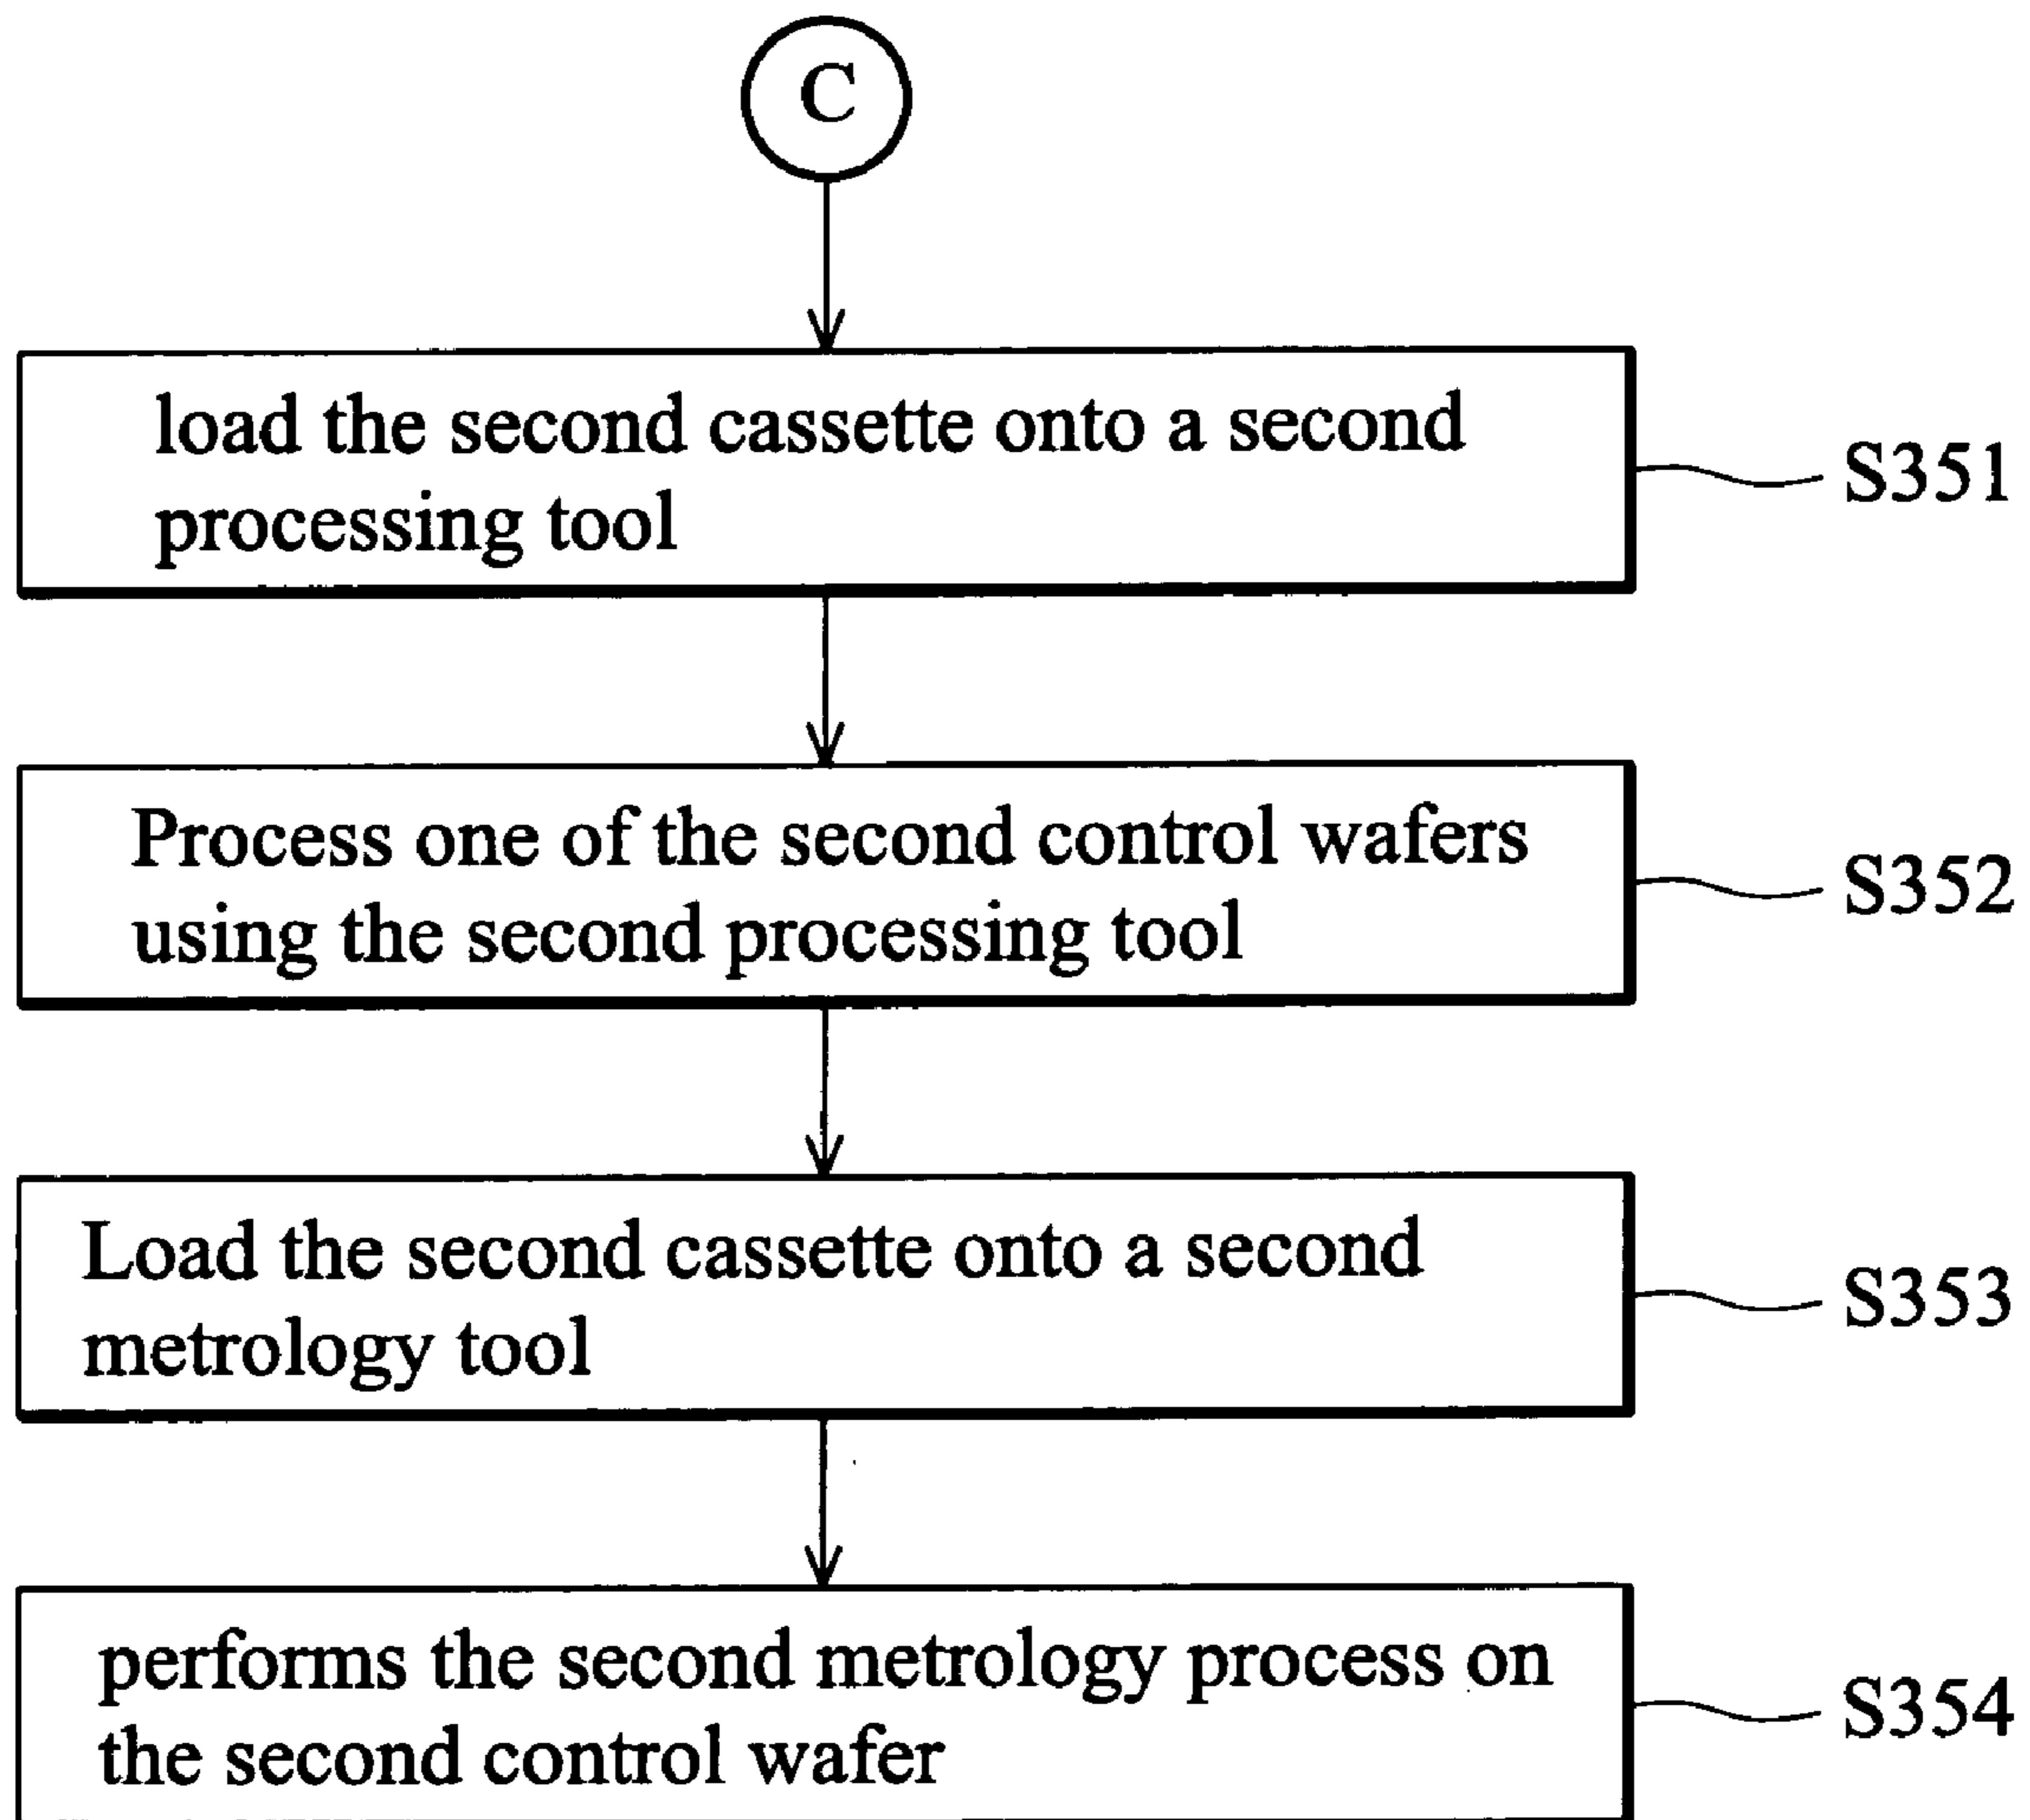 C
load the second cassette onto a second
processing tool
S351
Process one of the second control wafers
using the second processing tool
S352
Load the second cassette onto a second
metrology tool
S353
performs the second metrology process on
the second control wafer
S354